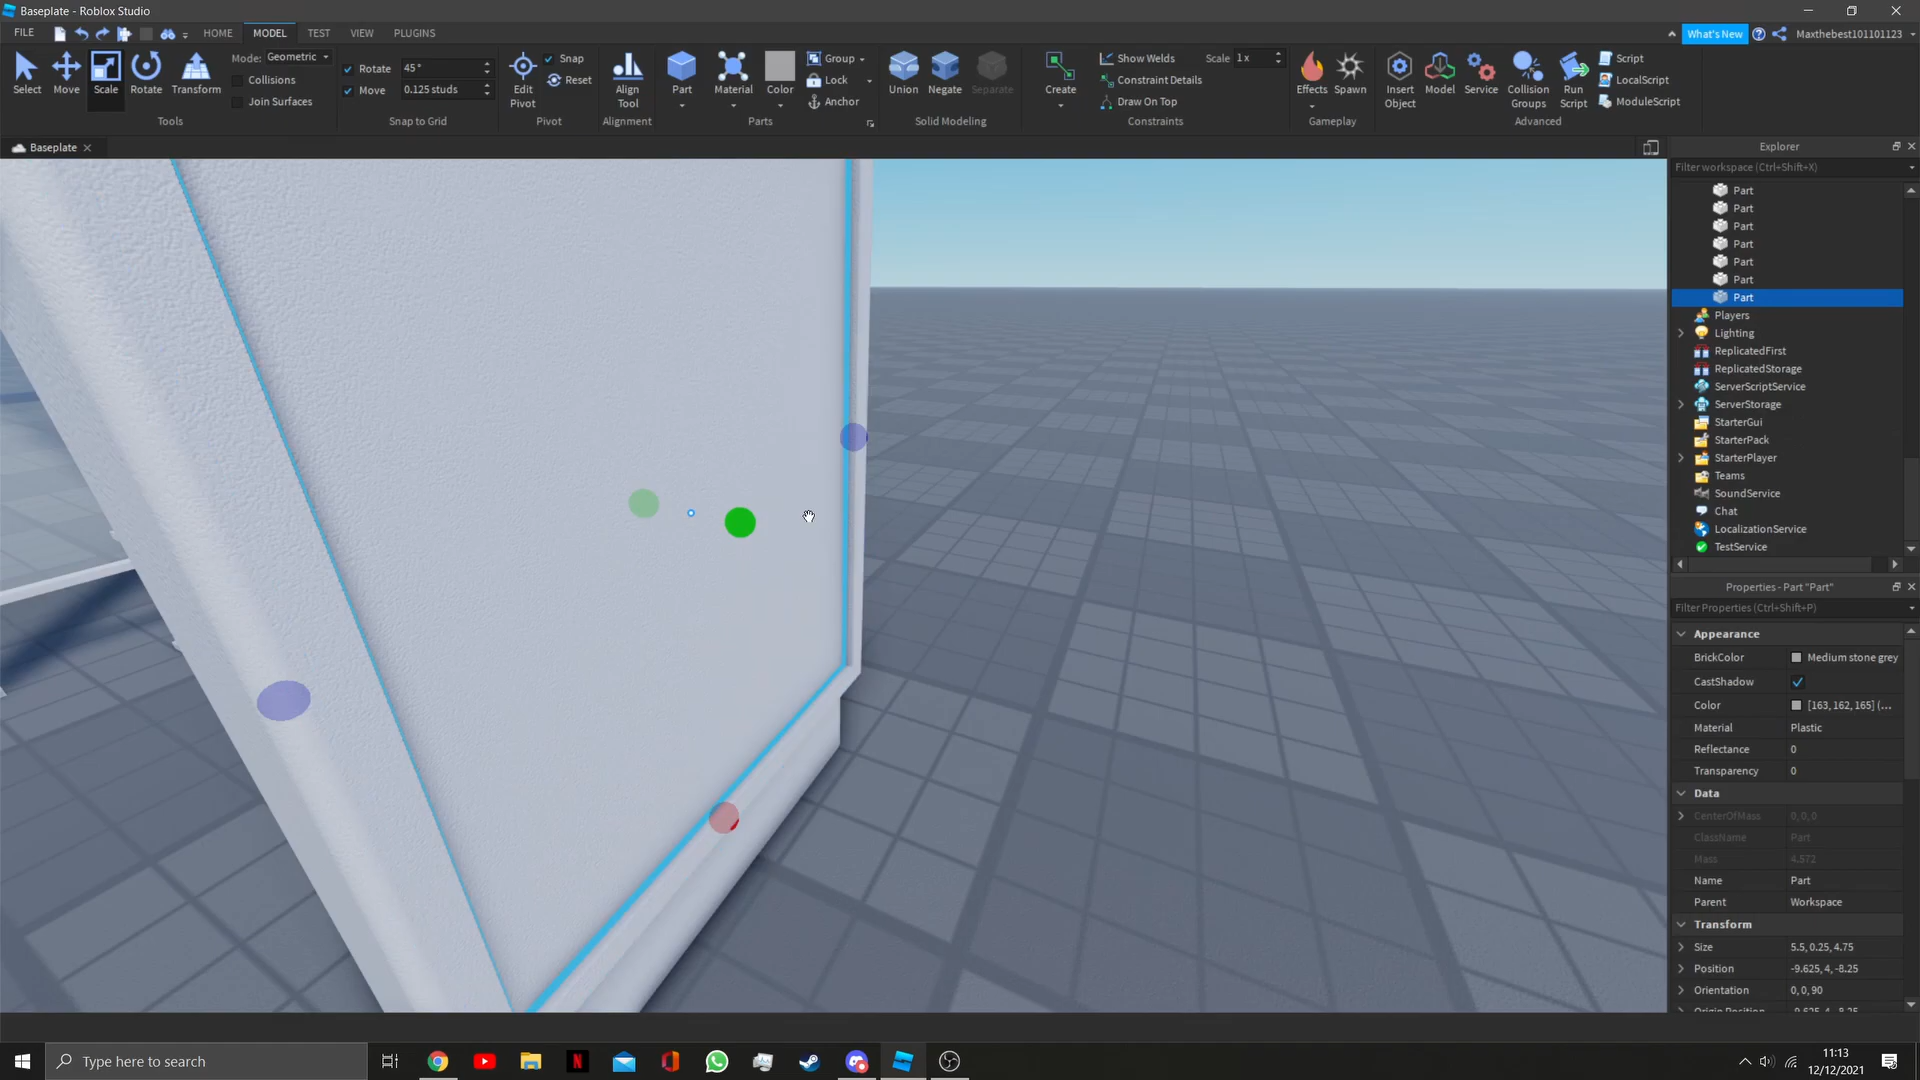 Baseplate - Roblox Studio
FILE HOME MODEL TEST VIEW PLUGINS What's New Maxthebest101101123
Select Move Scale Rotate Transform
Mode: Geometric
Collisions
Join Surfaces
Tools
Rotate 45°
Move 0.125 studs
Snap to Grid
Edit Pivot Snap
Reset
Pivot
Align Tool
Alignment
Part Material Color
Group
Lock
Anchor
Parts
Union Negate Separate
Solid Modeling
Create
Show Welds Scale 1x
Constraint Details
Draw On Top
Constraints
Effects Spawn
Gameplay
Insert Object Model Service Collision Groups Run Script
Script
LocalScript
ModuleScript
Advanced
Baseplate
Explorer
Filter workspace (Ctrl+Shift+X)
Part
Part
Part
Part
Part
Part
Part
Players
Lighting
ReplicatedFirst
ReplicatedStorage
ServerScriptService
ServerStorage
StarterGui
StarterPack
StarterPlayer
Teams
SoundService
Chat
LocalizationService
TestService
Properties - Part "Part"
Filter Properties (Ctrl+Shift+P)
Appearance
BrickColor Medium stone grey
CastShadow
Color [163, 162, 165] (...
Material Plastic
Reflectance 0
Transparency 0
Data
CenterOfMass 0, 0, 0
ClassName Part
Mass 4.572
Name Part
Parent Workspace
Transform
Size 5.5, 0.25, 4.75
Position -9.625, 4, -8.25
Orientation 0, 0, 90
Origin Position -9.625, 4, -8.25
Type here to search
11:13
12/12/2021